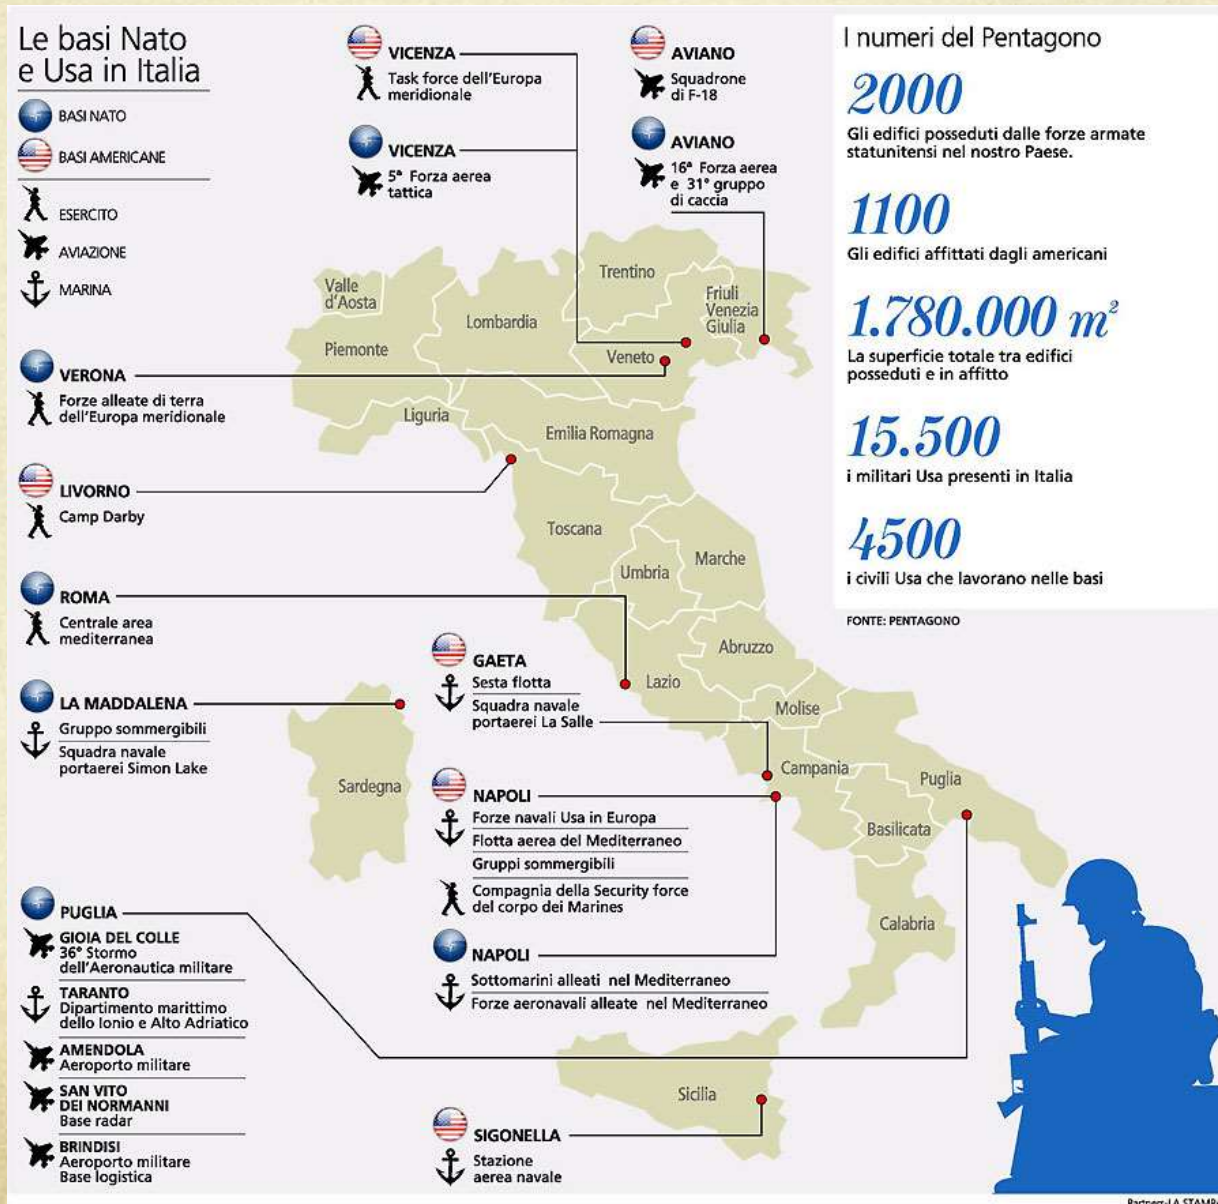 Le basi Nato
e Usa in Italia
BASI NATO
BASI AMERICANE
ESERCITO
AVIAZIONE
MARINA
VICENZA
Task force dell'Europa
meridionale
VICENZA
5ª Forza aerea
tattica
AVIANO
Squadrone
di F-18
AVIANO
16ª Forza aerea
e 31° gruppo
di caccia
I numeri del Pentagono
2000
Gli edifici posseduti dalle forze armate
statunitensi nel nostro Paese.
1100
Gli edifici affittati dagli americani
1.780.000 m²
La superficie totale tra edifici
posseduti e in affitto
15.500
i militari Usa presenti in Italia
4500
i civili Usa che lavorano nelle basi
FONTE: PENTAGONO
Valle
d'Aosta
Piemonte
Lombardia
Trentino
Friuli
Venezia
Giulia
Veneto
Liguria
Emilia Romagna
Toscana
Umbria
Marche
Lazio
Abruzzo
Molise
Campania
Puglia
Basilicata
Calabria
Sardegna
Sicilia
VERONA
Forze alleate di terra
dell'Europa meridionale
LIVORNO
Camp Darby
ROMA
Centrale area
mediterranea
LA MADDALENA
Gruppo sommergibili
Squadra navale
portaerei Simon Lake
GAETA
Sesta flotta
Squadra navale
portaerei La Salle
NAPOLI
Forze navali Usa in Europa
Flotta aerea del Mediterraneo
Gruppi sommergibili
Compagnia della Security force
del corpo dei Marines
NAPOLI
Sottomarini alleati nel Mediterraneo
Forze aeronavali alleate nel Mediterraneo
PUGLIA
GIOIA DEL COLLE
36° Stormo
dell'Aeronautica militare
TARANTO
Dipartimento marittimo
dello Ionio e Alto Adriatico
AMENDOLA
Aeroporto militare
SAN VITO
DEI NORMANNI
Base radar
BRINDISI
Aeroporto militare
Base logistica
SIGONELLA
Stazione
aerea navale
Partners-LA STAMPA